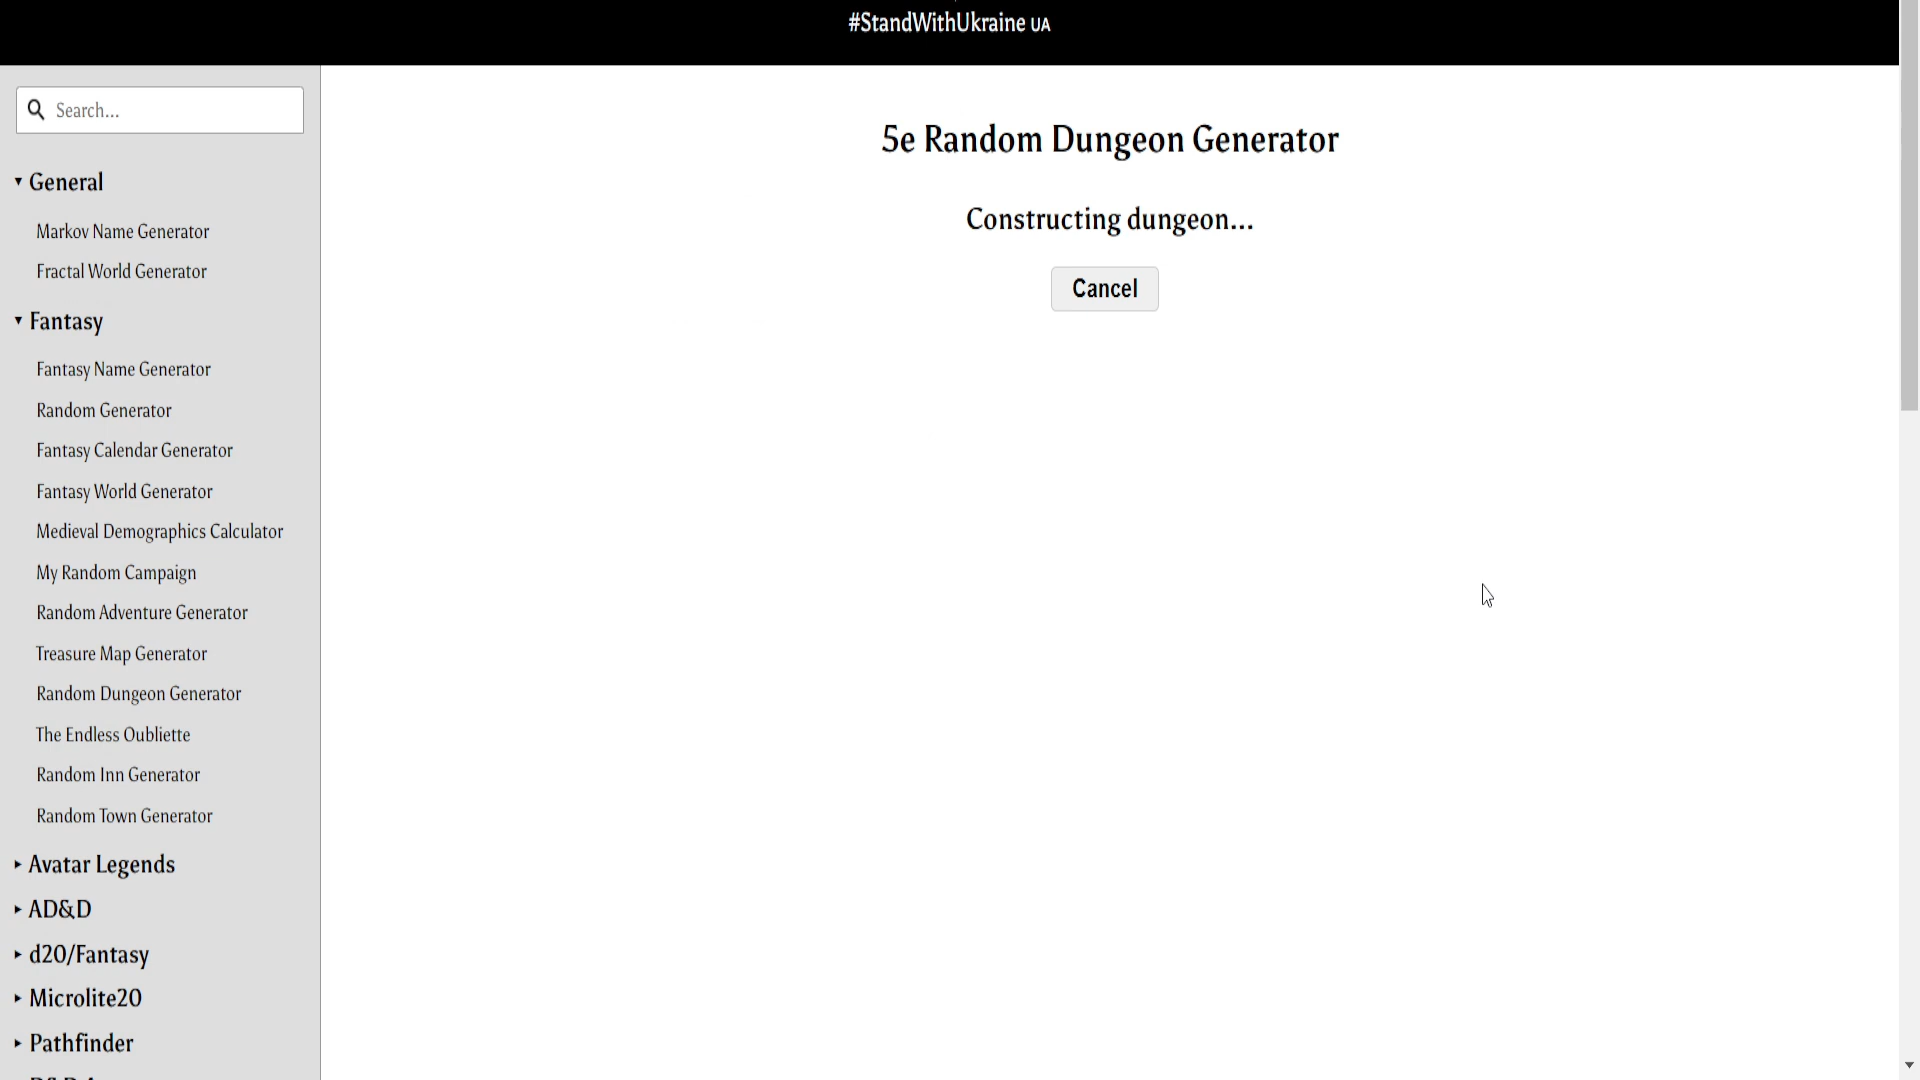 #StandWithUkraine UA
Search...
General
Markov Name Generator
Fractal World Generator
Fantasy
Fantasy Name Generator
Random Generator
Fantasy Calendar Generator
Fantasy World Generator
Medieval Demographics Calculator
My Random Campaign
Random Adventure Generator
Treasure Map Generator
Random Dungeon Generator
The Endless Oubliette
Random Inn Generator
Random Town Generator
Avatar Legends
AD&D
d20/Fantasy
Microlite20
Pathfinder
5e Random Dungeon Generator
Constructing dungeon...
Cancel